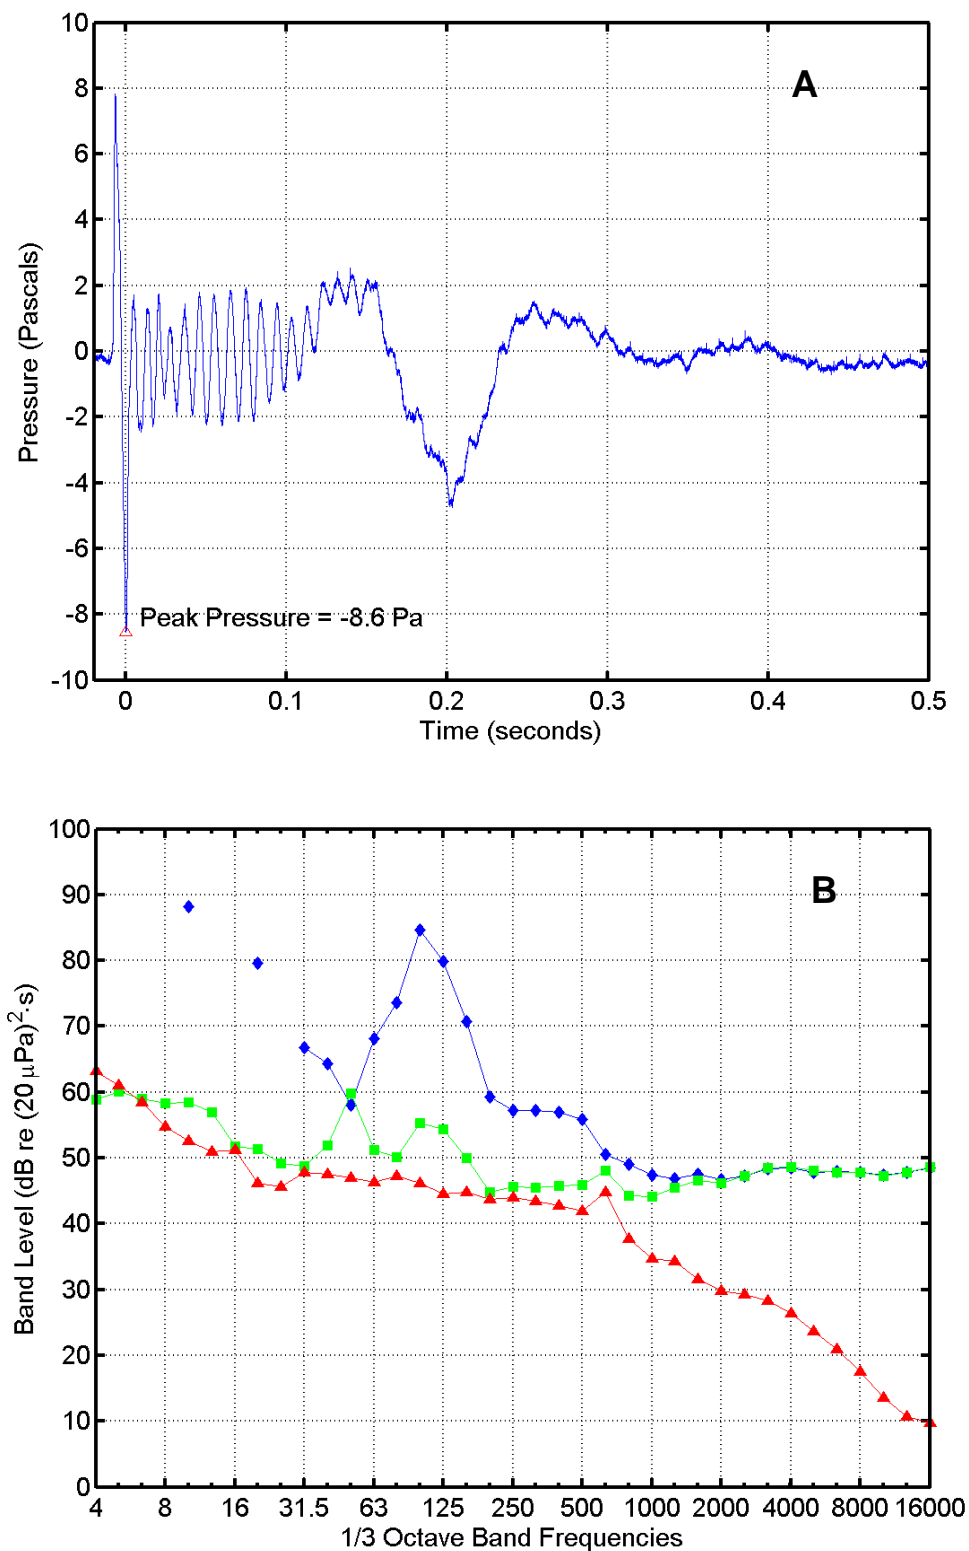 10
8
6
4
2
0
-2
-4
-6
-8
-10
Pressure (Pascals)
A
Peak Pressure = -8.6 Pa
0 0.1 0.2 0.3 0.4 0.5
Time (seconds)
100
90
80
70
60
50
40
30
20
10
0
Band Level (dB re (20 μPa)²·s)
B
4 8 16 31.5 63 125 250 500 1000 2000 4000 8000 16000
1/3 Octave Band Frequencies